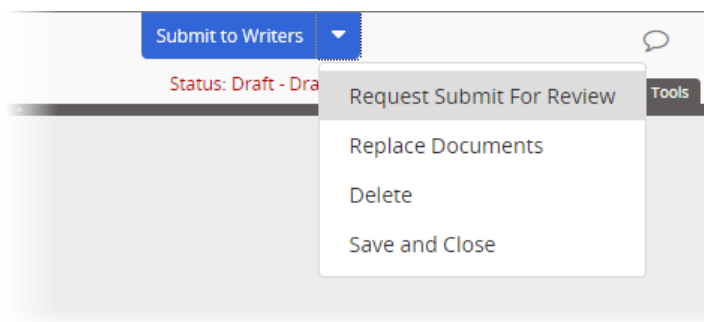 Submit to Writers
Status: Draft - Dra
Request Submit For Review
Tools
Replace Documents
Delete
Save and Close